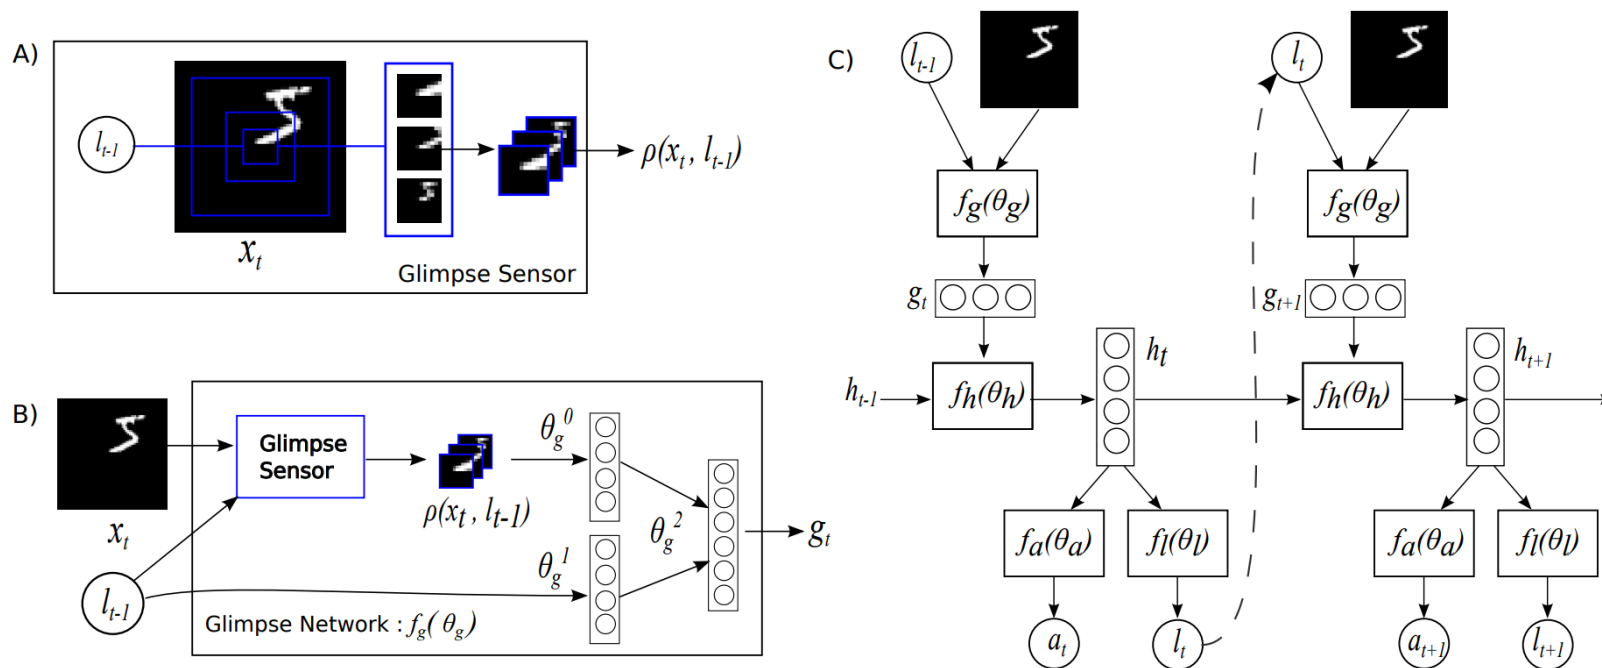 A)
l_{t-1}
x_t
ρ(x_t, l_{t-1})
Glimpse Sensor
B)
x_t
l_{t-1}
Glimpse
Sensor
ρ(x_t, l_{t-1})
θ_g^0
θ_g^1
θ_g^2
g_t
Glimpse Network : f_g( θ_g)
C)
l_{t-1}
l_t
f_g(θ_g)
f_g(θ_g)
g_t
g_{t+1}
h_{t-1}
f_h(θ_h)
h_t
f_h(θ_h)
h_{t+1}
f_a(θ_a)
f_l(θ_l)
f_a(θ_a)
f_l(θ_l)
a_t
l_t
a_{t+1}
l_{t+1}